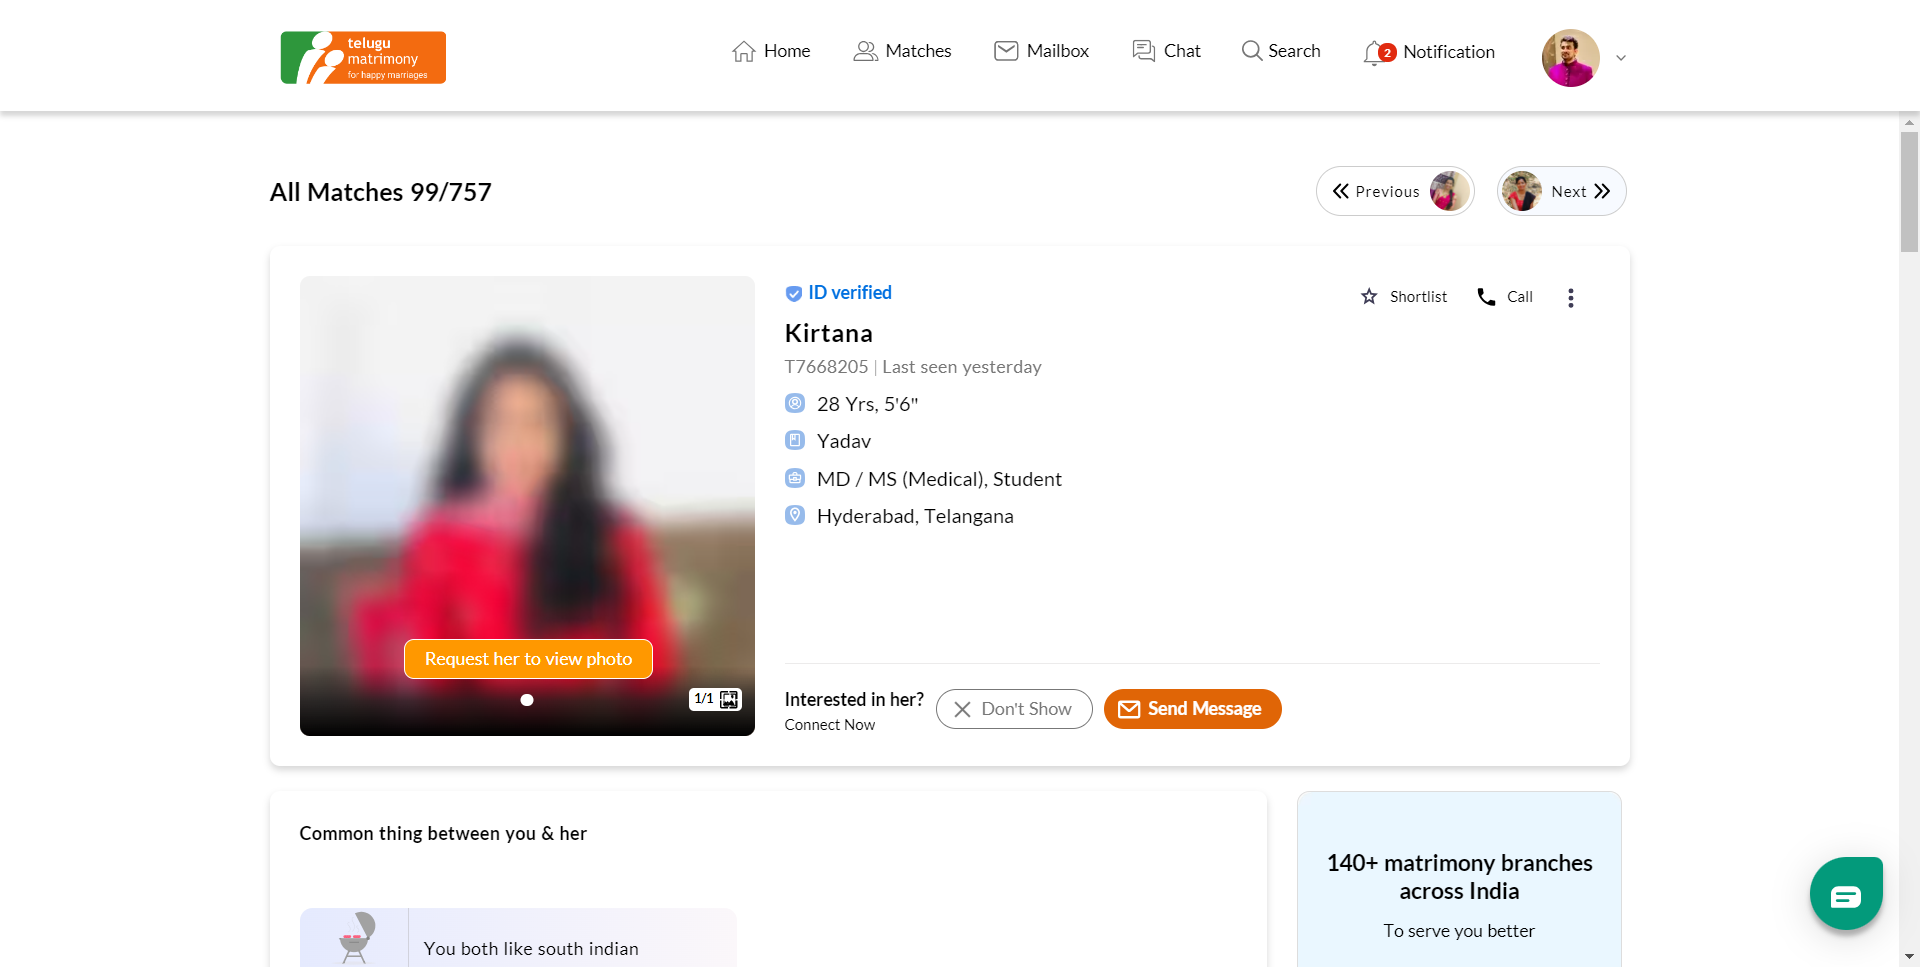 telugu
matrimony
for happy marriages
Home
Matches
Mailbox
Chat
Search
2
Notification
All Matches 99/757
Previous
Next
ID verified
Shortlist
Call
Kirtana
T7668205 | Last seen yesterday
28 Yrs, 5'6"
Yadav
MD / MS (Medical), Student
Hyderabad, Telangana
Request her to view photo
1/1
Interested in her?
Connect Now
Don't Show
Send Message
Common thing between you & her
You both like south indian
140+ matrimony branches
across India
To serve you better